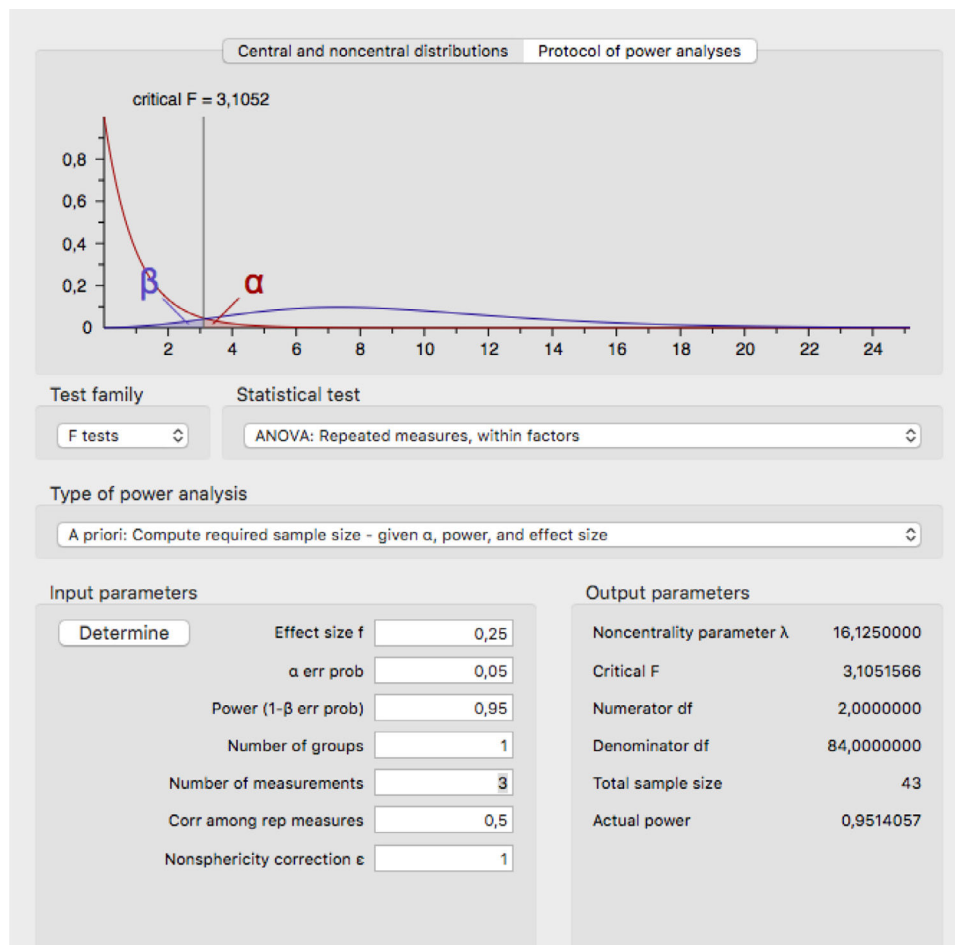 Central and noncentral distributions Protocol of power analyses
critical F = 3,1052
0,8
0,6
0,4
0,2
0
β
α
2 4 6 8 10 12 14 16 18 20 22 24
Test family Statistical test
F tests ANOVA: Repeated measures, within factors
Type of power analysis
A priori: Compute required sample size - given α, power, and effect size
Input parameters Output parameters
Determine Effect size f 0,25 Noncentrality parameter λ 16,1250000
α err prob 0,05 Critical F 3,1051566
Power (1-β err prob) 0,95 Numerator df 2,0000000
Number of groups 1 Denominator df 84,0000000
Number of measurements 3 Total sample size 43
Corr among rep measures 0,5 Actual power 0,9514057
Nonsphericity correction ε 1